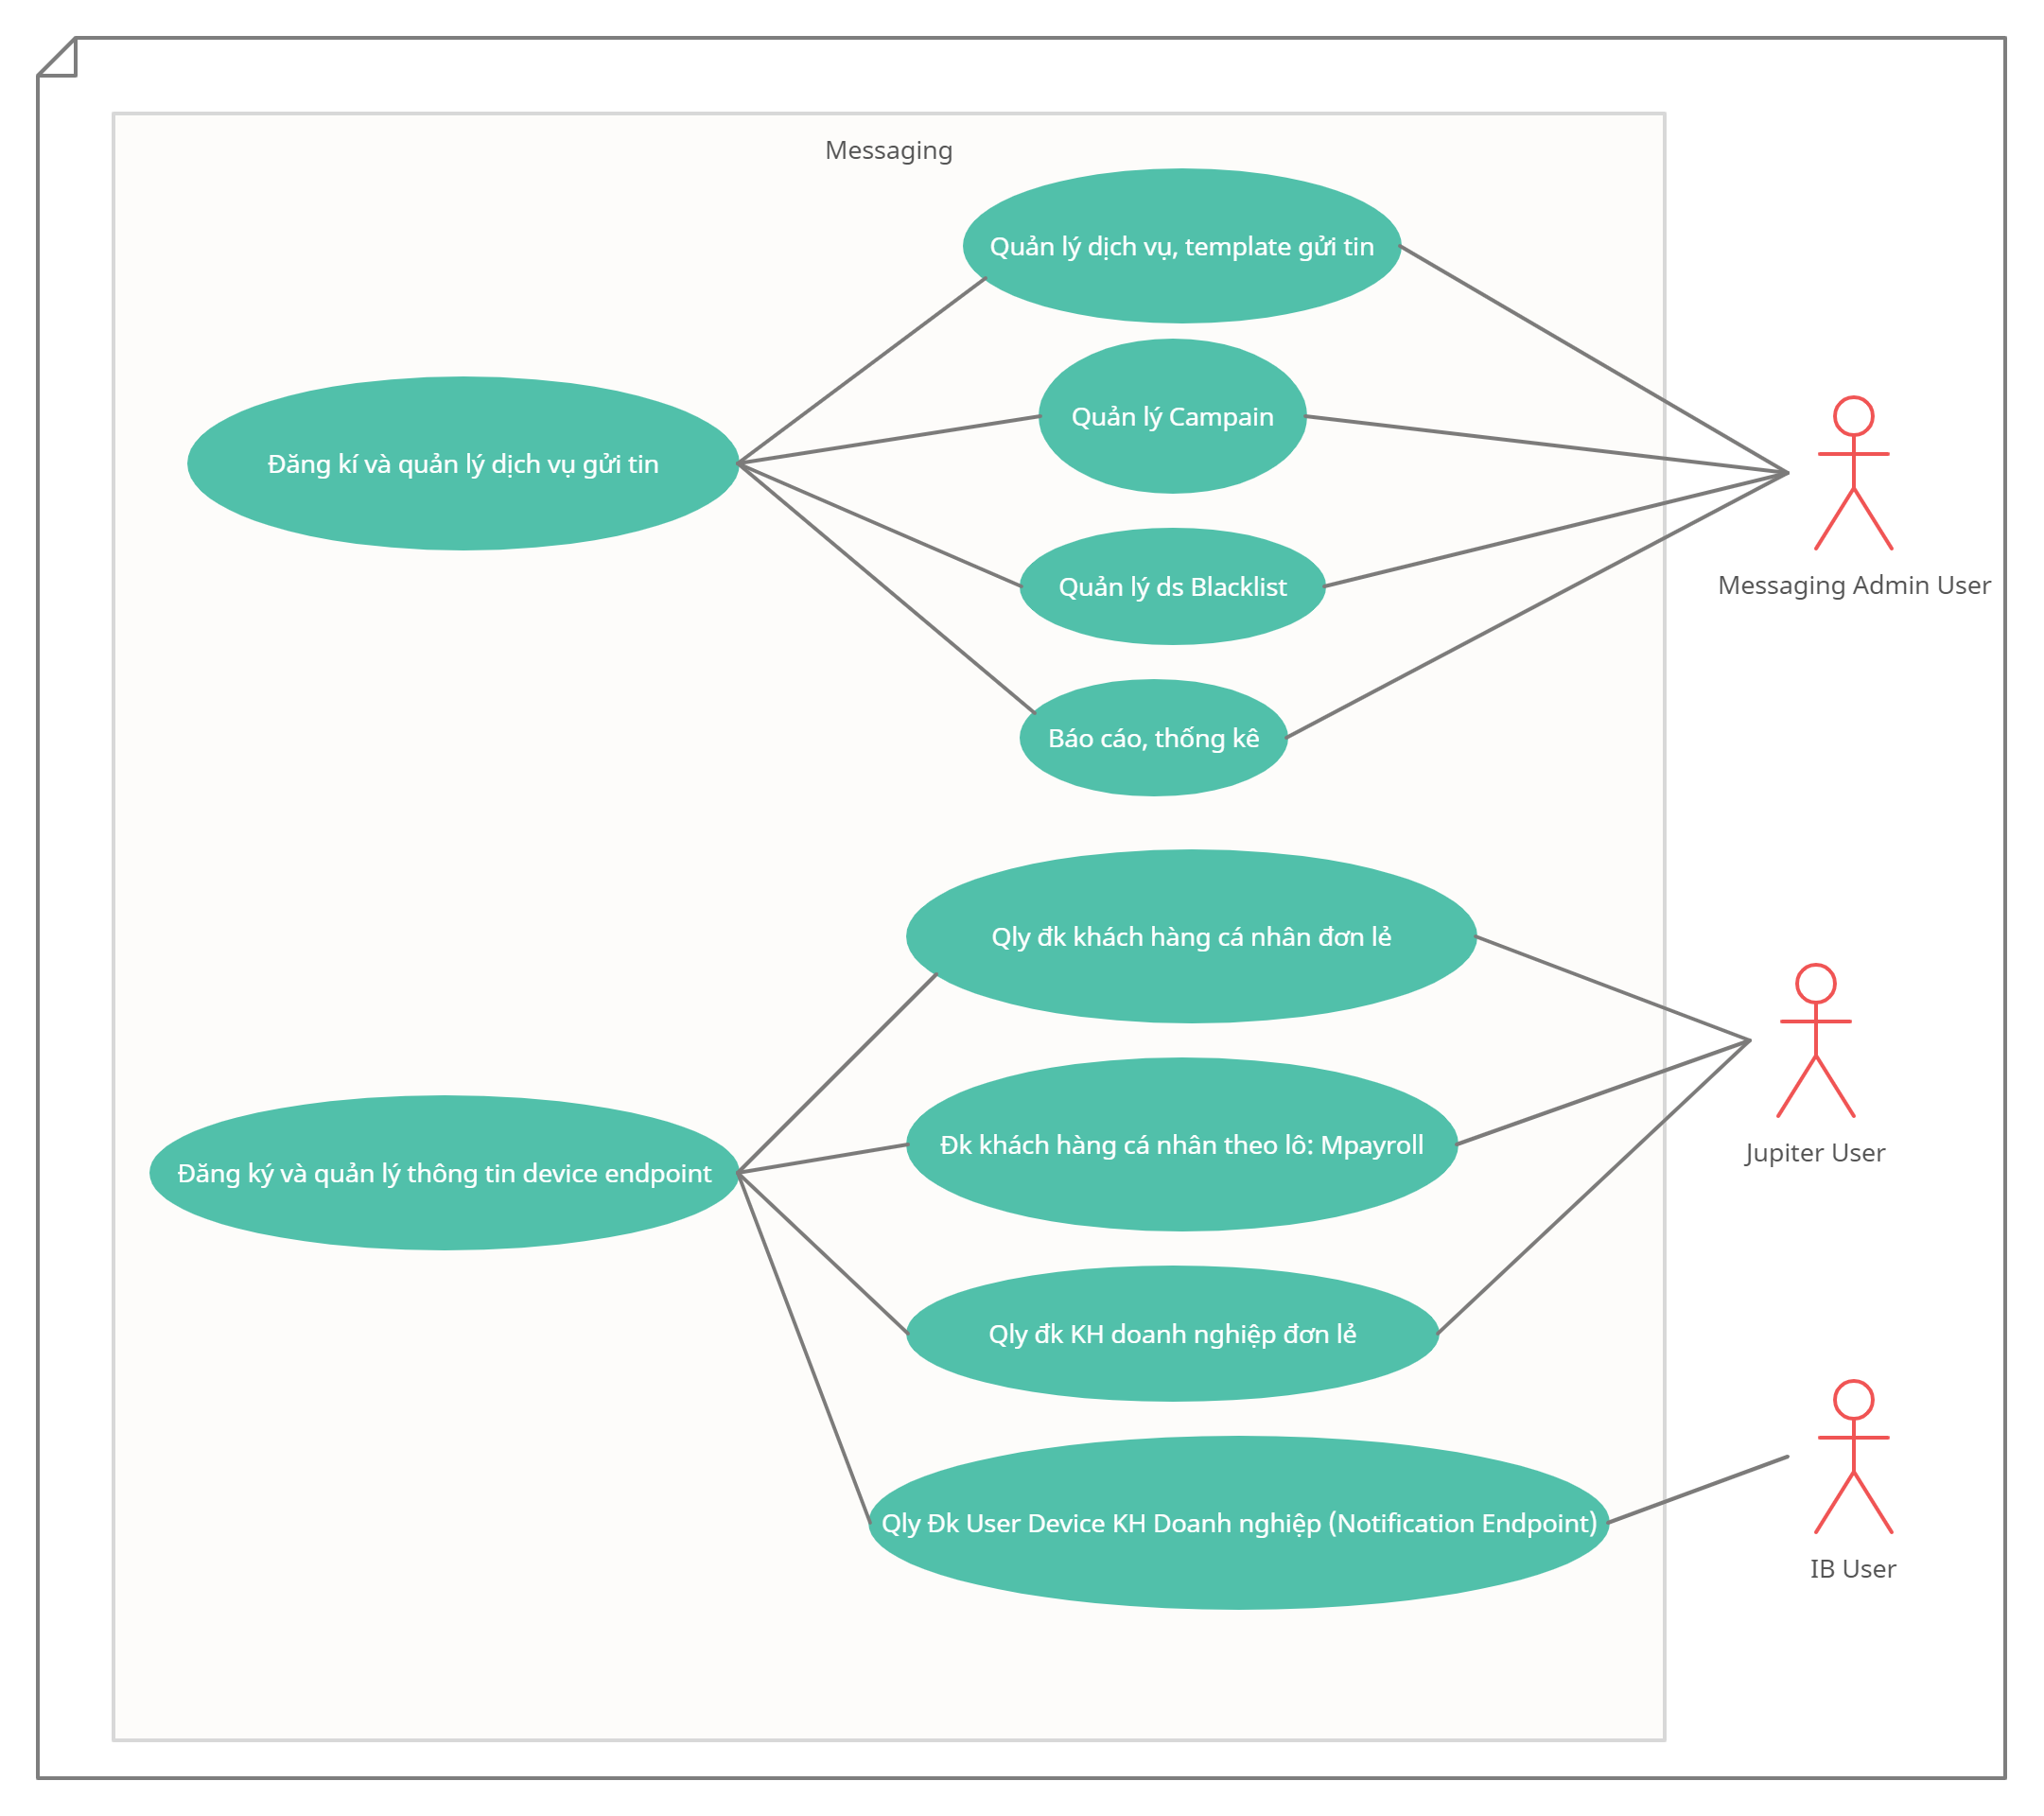 Messaging
Quản lý dịch vụ, template gửi tin
Quản lý Campain
Đăng kí và quản lý dịch vụ gửi tin
Quản lý ds Blacklist
Messaging Admin User
Báo cáo, thống kê
Qly đk khách hàng cá nhân đơn lẻ
Đk khách hàng cá nhân theo lô: Mpayroll
Jupiter User
Đăng ký và quản lý thông tin device endpoint
Qly đk KH doanh nghiệp đơn lẻ
Qly Đk User Device KH Doanh nghiệp (Notification Endpoint)
IB User